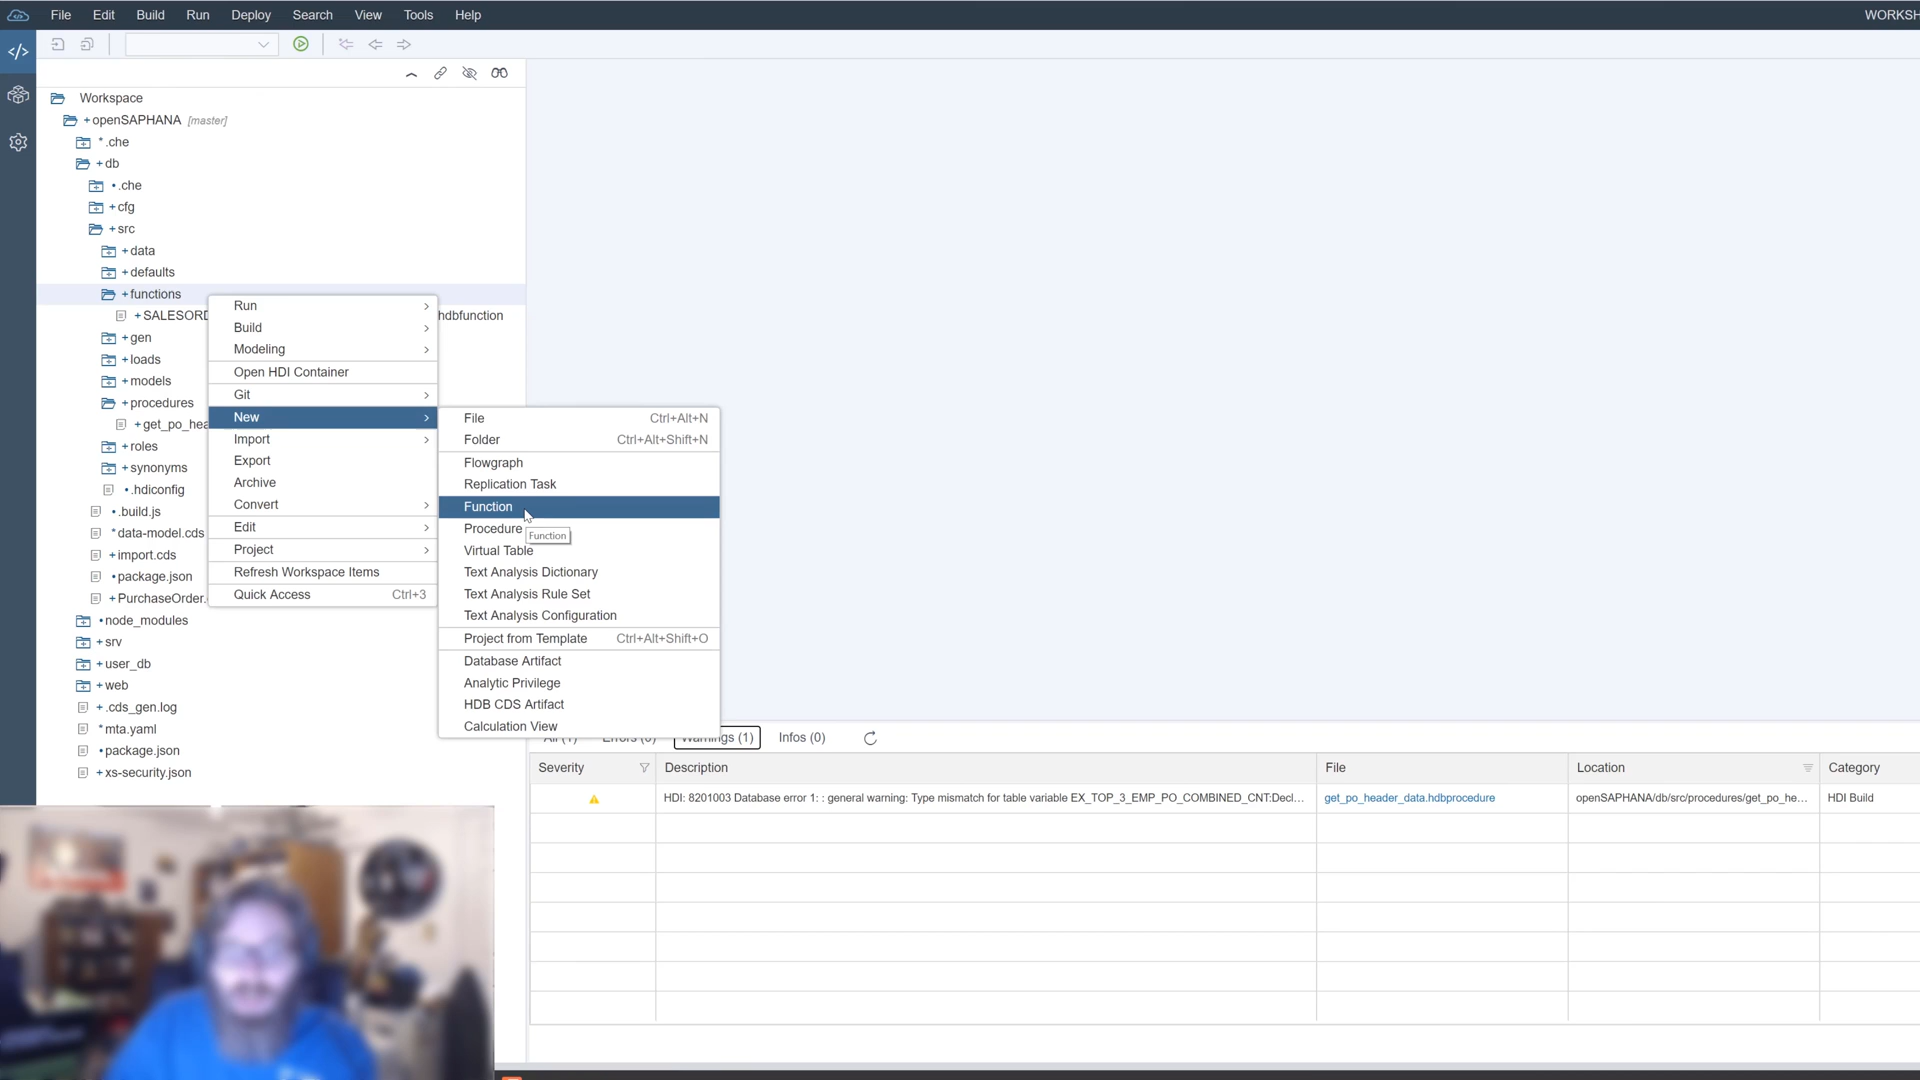 File Edit Build Run Deploy Search View Tools Help WORKSH
Workspace
+openSAPHANA [master]
* .che
+ db
• .che
+ cfg
+ src
+ data
+ defaults
+ functions
+ SALESORD hdbfunction
+ gen
+ loads
+ models
+ procedures
+ get_po_hea
+ roles
+ synonyms
• .hdiconfig
• .build.js
* data-model.cds
+ import.cds
• package.json
+ PurchaseOrder.
• node_modules
+ srv
+ user_db
+ web
+ .cds_gen.log
* mta.yaml
• package.json
+ xs-security.json
Run
Build
Modeling
Open HDI Container
Git
New
Import
Export
Archive
Convert
Edit
Project
Refresh Workspace Items
Quick Access Ctrl+3
File Ctrl+Alt+N
Folder Ctrl+Alt+Shift+N
Flowgraph
Replication Task
Function
Procedure
Function
Virtual Table
Text Analysis Dictionary
Text Analysis Rule Set
Text Analysis Configuration
Project from Template Ctrl+Alt+Shift+O
Database Artifact
Analytic Privilege
HDB CDS Artifact
Calculation View
All (1) Errors (0) Warnings (1) Infos (0)
Severity Description File Location Category
HDI: 8201003 Database error 1: : general warning: Type mismatch for table variable EX_TOP_3_EMP_PO_COMBINED_CNT:Decl... get_po_header_data.hdbprocedure openSAPHANA/db/src/procedures/get_po_he... HDI Build